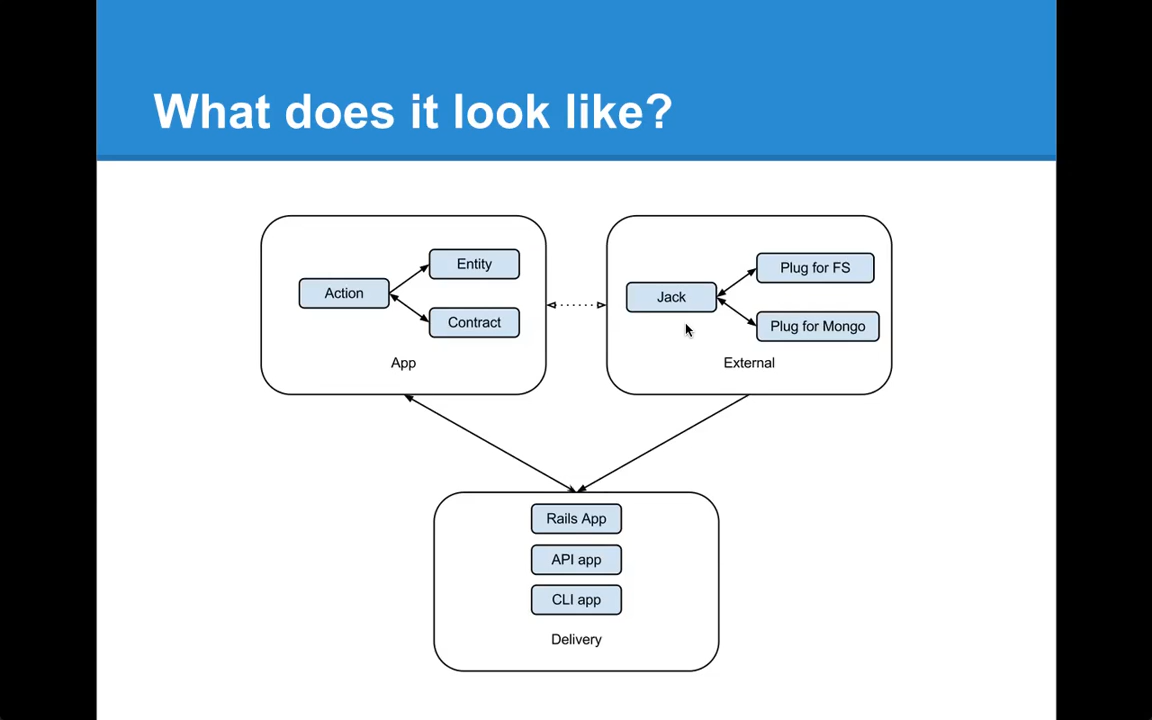 What does it look like?
Entity
Action
Contract
App
Plug for FS
Jack
Plug for Mongo
External
Rails App
API app
CLI app
Delivery